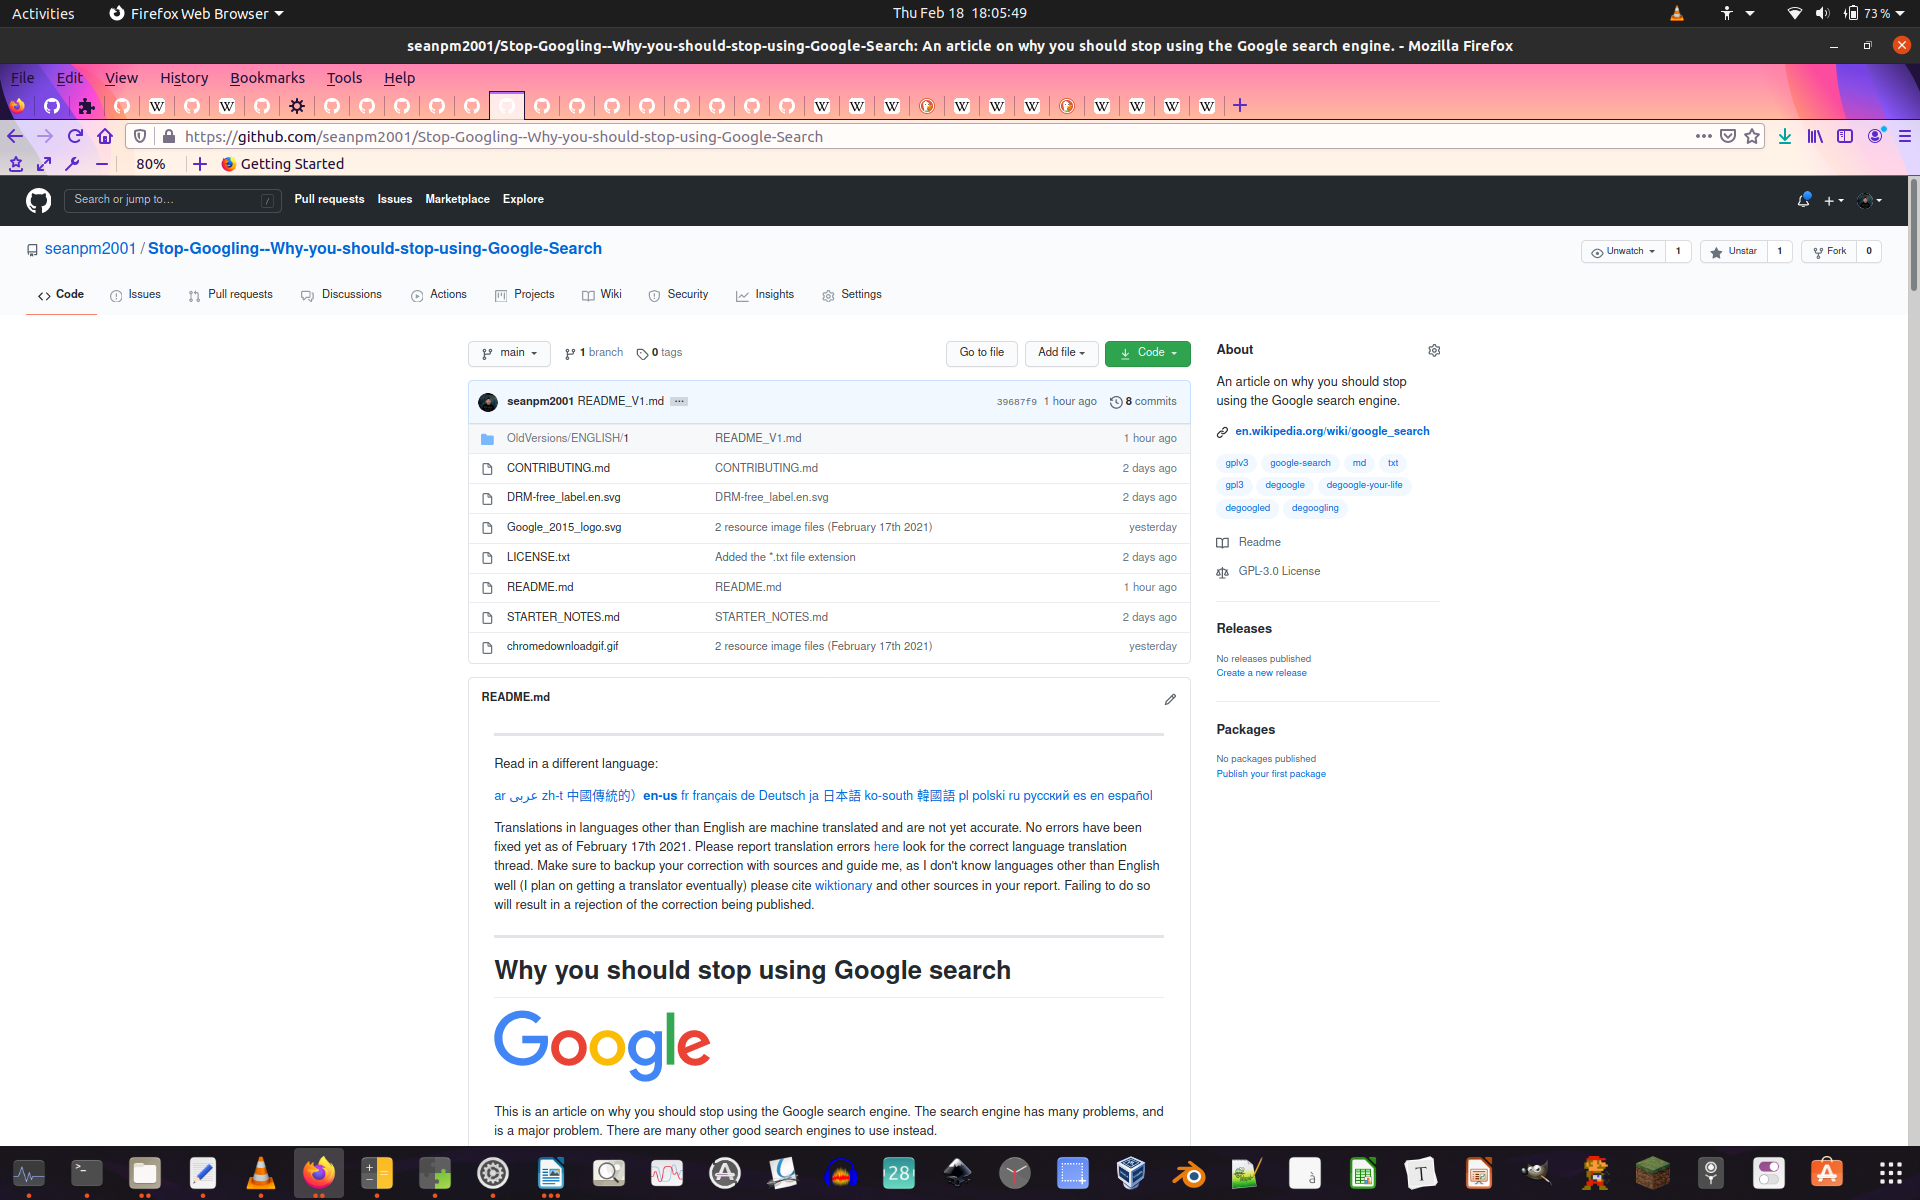 Activities Firefox Web Browser Thu Feb 18 18:05:49 73 %
seanpm2001/Stop-Googling--Why-you-should-stop-using-Google-Search: An article on why you should stop using the Google search engine. - Mozilla Firefox
File Edit View History Bookmarks Tools Help
https://github.com/seanpm2001/Stop-Googling--Why-you-should-stop-using-Google-Search
80% Getting Started
Search or jump to… / Pull requests Issues Marketplace Explore
seanpm2001 / Stop-Googling--Why-you-should-stop-using-Google-Search Unwatch 1 Unstar 1 Fork 0
Code Issues Pull requests Discussions Actions Projects Wiki Security Insights Settings
main 1 branch 0 tags Go to file Add file Code
seanpm2001 README_V1.md 39687f9 1 hour ago 8 commits
OldVersions/ENGLISH/1 README_V1.md 1 hour ago
CONTRIBUTING.md CONTRIBUTING.md 2 days ago
DRM-free_label.en.svg DRM-free_label.en.svg 2 days ago
Google_2015_logo.svg 2 resource image files (February 17th 2021) yesterday
LICENSE.txt Added the *.txt file extension 2 days ago
README.md README.md 1 hour ago
STARTER_NOTES.md STARTER_NOTES.md 2 days ago
chromedownloadgif.gif 2 resource image files (February 17th 2021) yesterday
About
An article on why you should stop
using the Google search engine.
en.wikipedia.org/wiki/google_search
gplv3 google-search md txt
gpl3 degoogle degoogle-your-life
degoogled degoogling
Readme
GPL-3.0 License
Releases
No releases published
Create a new release
Packages
No packages published
Publish your first package
README.md
Read in a different language:
ar عربى zh-t 中國傳統的）en-us fr français de Deutsch ja 日本語 ko-south 韓國語 pl polski ru русский es en español
Translations in languages other than English are machine translated and are not yet accurate. No errors have been
fixed yet as of February 17th 2021. Please report translation errors here look for the correct language translation
thread. Make sure to backup your correction with sources and guide me, as I don't know languages other than English
well (I plan on getting a translator eventually) please cite wiktionary and other sources in your report. Failing to do so
will result in a rejection of the correction being published.
Why you should stop using Google search
Google
This is an article on why you should stop using the Google search engine. The search engine has many problems, and
is a major problem. There are many other good search engines to use instead.
28